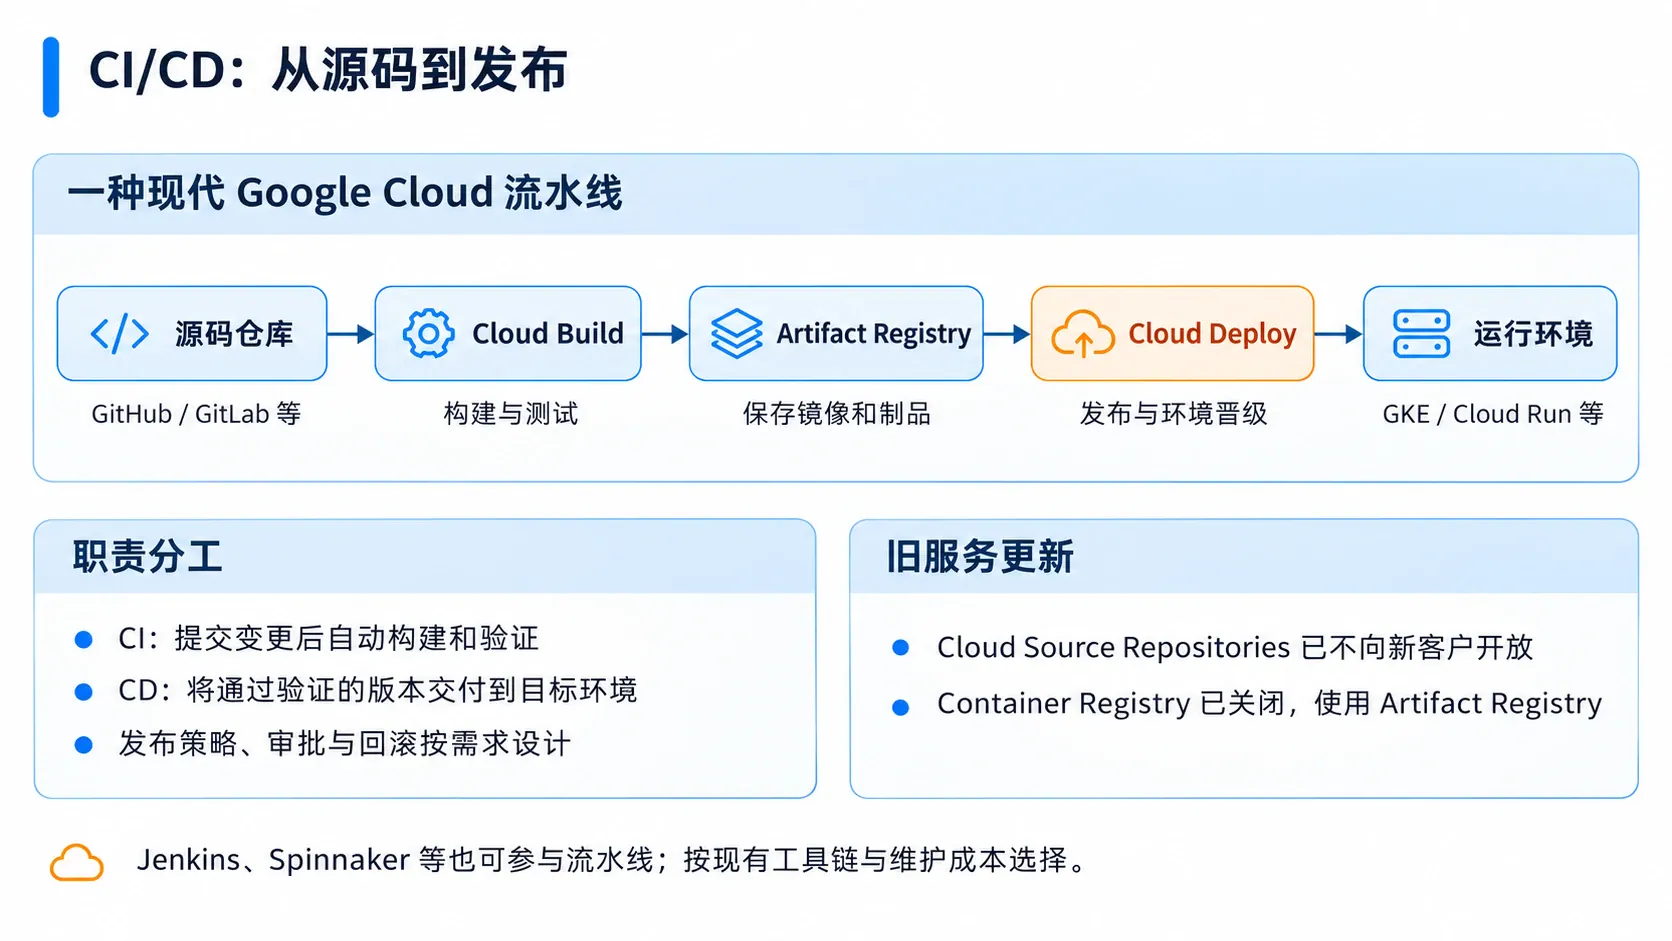 CI/CD：从源码到发布
一种现代 Google Cloud 流水线
源码仓库
Cloud Build
Artifact Registry
Cloud Deploy
运行环境
GitHub / GitLab 等
构建与测试
保存镜像和制品
发布与环境晋级
GKE / Cloud Run 等
职责分工
CI：提交变更后自动构建和验证
CD：将通过验证的版本交付到目标环境
发布策略、审批与回滚按需求设计
旧服务更新
Cloud Source Repositories 已不向新客户开放
Container Registry 已关闭，使用 Artifact Registry
Jenkins、Spinnaker 等也可参与流水线；按现有工具链与维护成本选择。